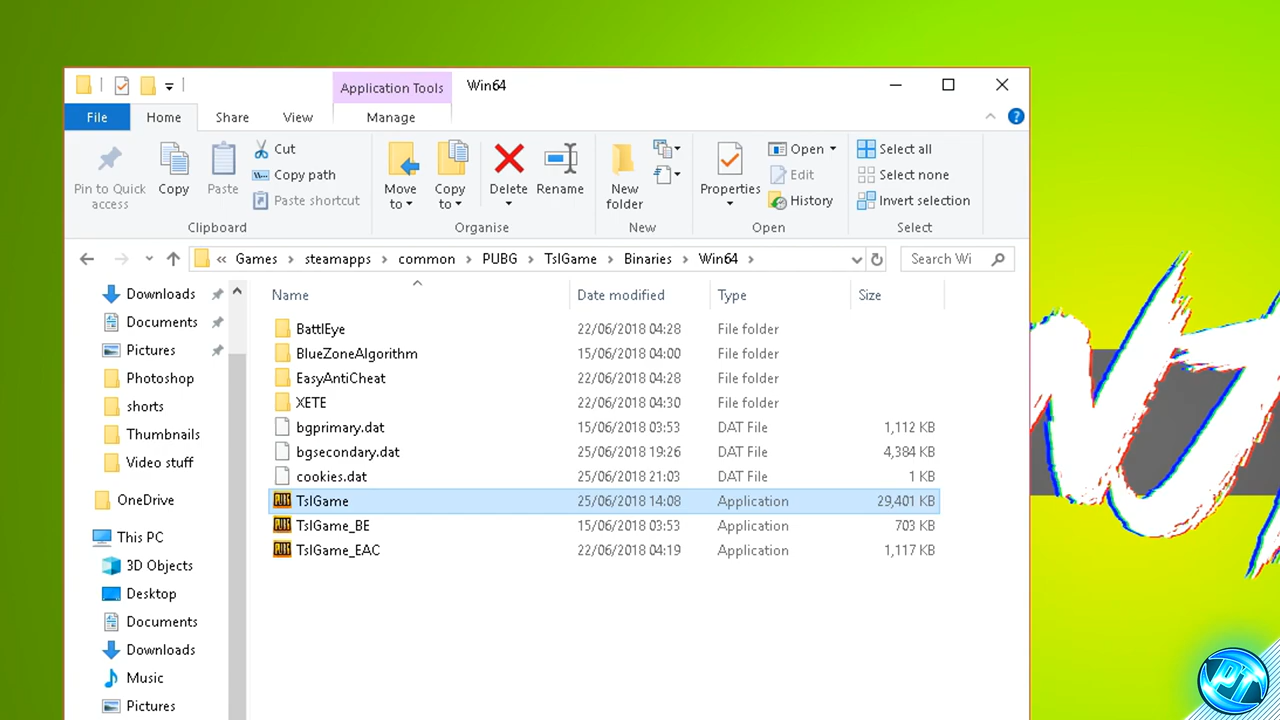 Application Tools Win64
File Home Share View Manage
Pin to Quick access
Copy
Paste
Cut
Copy path
Paste shortcut
Clipboard
Move to
Copy to
Delete
Rename
Organise
New folder
New
Properties
Open
Edit
History
Open
Select all
Select none
Invert selection
Select
« Games > steamapps > common > PUBG > TslGame > Binaries > Win64 >
Search Wi
Downloads
Documents
Pictures
Photoshop
shorts
Thumbnails
Video stuff
OneDrive
This PC
3D Objects
Desktop
Documents
Downloads
Music
Pictures
Name Date modified Type Size
BattlEye 22/06/2018 04:28 File folder
BlueZoneAlgorithm 15/06/2018 04:00 File folder
EasyAntiCheat 22/06/2018 04:28 File folder
XETE 22/06/2018 04:30 File folder
bgprimary.dat 15/06/2018 03:53 DAT File 1,112 KB
bgsecondary.dat 25/06/2018 19:26 DAT File 4,384 KB
cookies.dat 25/06/2018 21:03 DAT File 1 KB
TslGame 25/06/2018 14:08 Application 29,401 KB
TslGame_BE 15/06/2018 03:53 Application 703 KB
TslGame_EAC 22/06/2018 04:19 Application 1,117 KB
PT